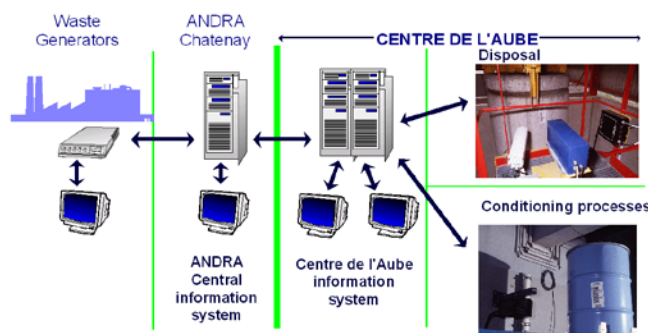 Waste
Generators
ANDRA
Chatenay
CENTRE DE L'AUBE
Disposal
Conditioning processes
ANDRA
Central
information
system
Centre de l'Aube
information
system